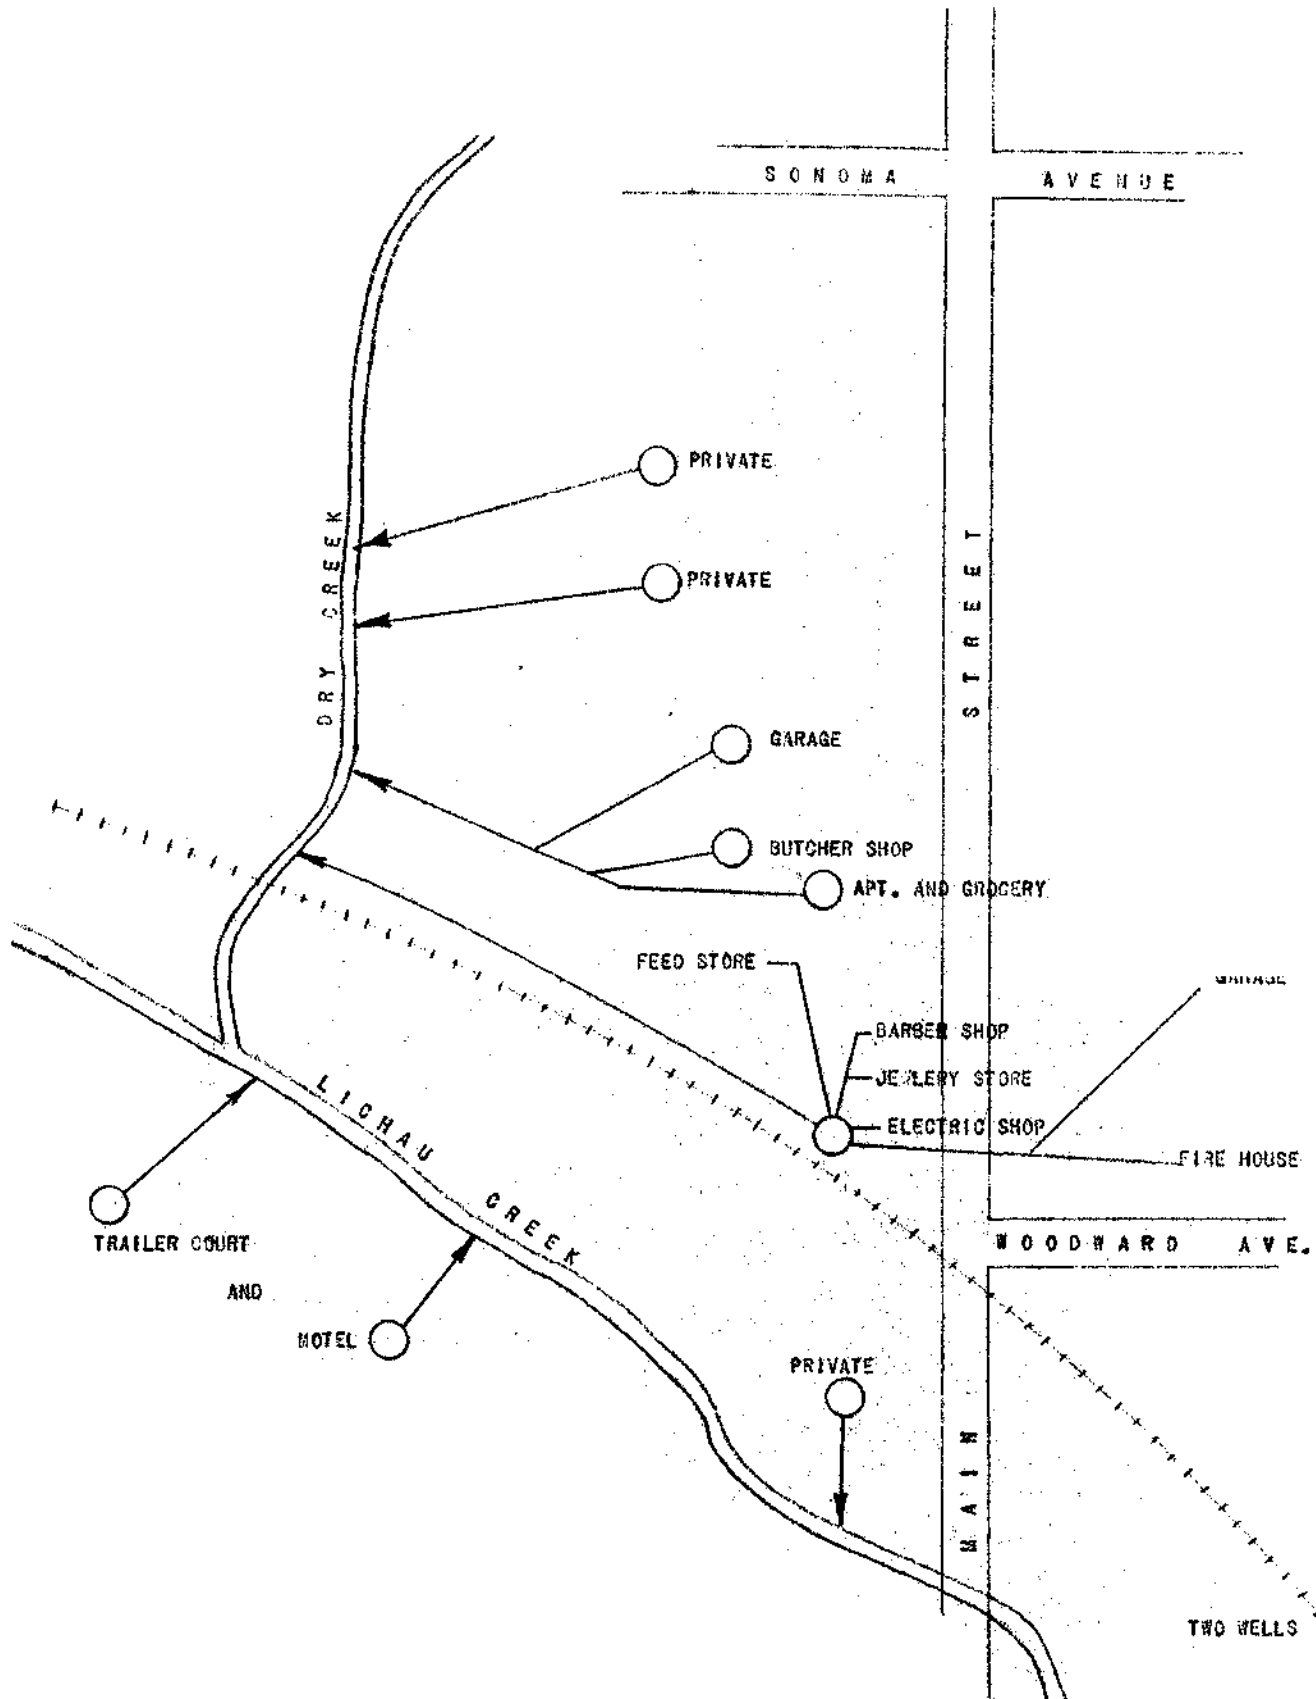 SONOMA AVENUE
PRIVATE
DRY CREEK
PRIVATE
MAIN STREET
GARAGE
BUTCHER SHOP
APT. AND GROCERY
FEED STORE
GARAGE
BARBER SHOP
JEWLERY STORE
ELECTRIC SHOP
FIRE HOUSE
LICHAU CREEK
TRAILER COURT
AND
MOTEL
WOODWARD AVE.
PRIVATE
TWO WELLS